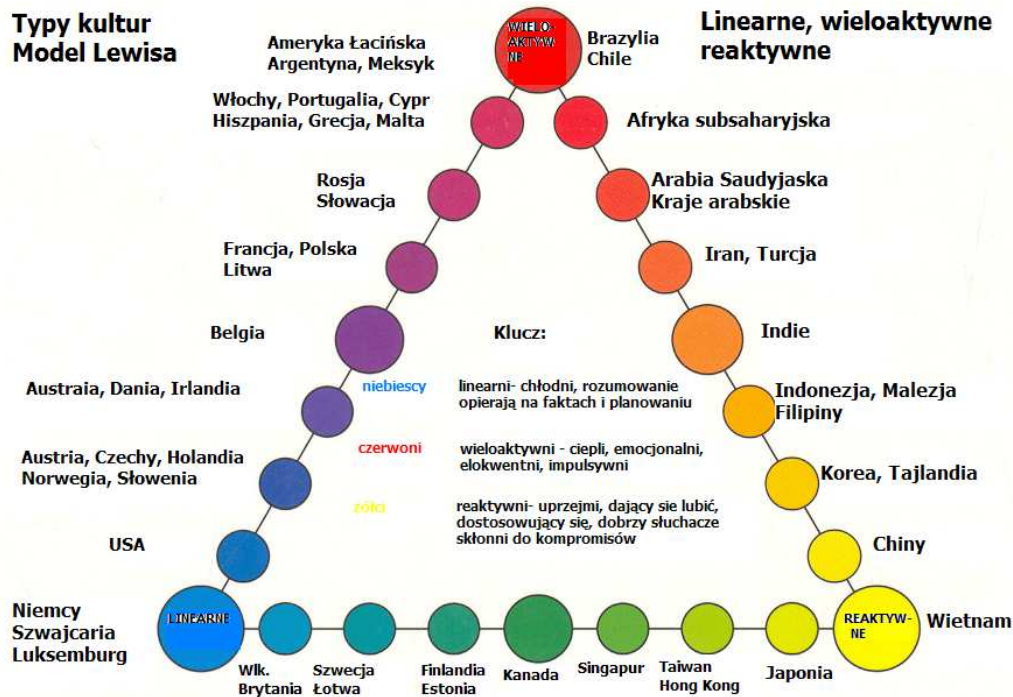 Typy kultur
Model Lewisa
Linearne, wieloaktywne
reaktywne
WIELO-
AKTYW-
NE
Ameryka Łacińska
Argentyna, Meksyk
Brazylia
Chile
Włochy, Portugalia, Cypr
Hiszpania, Grecja, Malta
Afryka subsaharyjska
Rosja
Słowacja
Arabia Saudyjaska
Kraje arabskie
Francja, Polska
Litwa
Iran, Turcja
Belgia
Klucz:
Indie
Austraia, Dania, Irlandia
niebiescy
linearni- chłodni, rozumowanie
opierają na faktach i planowaniu
Indonezja, Malezja
Filipiny
czerwoni
wieloaktywni - ciepli, emocjonalni,
elokwentni, impulsywni
Austria, Czechy, Holandia
Norwegia, Słowenia
Korea, Tajlandia
żółci
reaktywni- uprzejmi, dający sie lubić,
dostosowujący się, dobrzy słuchacze
skłonni do kompromisów
USA
Chiny
Niemcy
Szwajcaria
Luksemburg
LINEARNE
REAKTYW-
NE
Wietnam
Wlk.
Brytania
Szwecja
Łotwa
Finlandia
Estonia
Kanada
Singapur
Taiwan
Hong Kong
Japonia